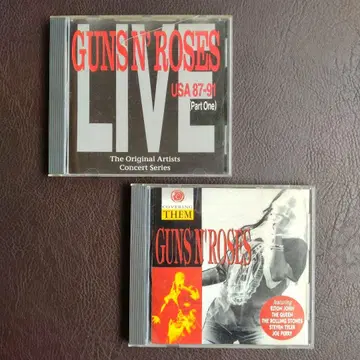 GUNS N' ROSES
LIVE
USA 87-91
(Part One)
The Original Artists
Concert Series
COVERING
THEM
GUNS N' ROSES
Featuring:
ELTON JOHN
THE QUEEN
THE ROLLING STONES
STEVEN TYLER
JOE PERRY